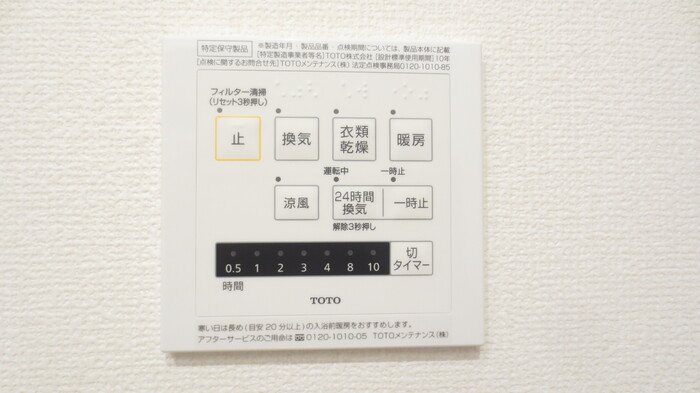 特定保守製品
※製造年月・製品品番・点検期間については、製品本体に記載
[特定製造事業者等名]TOTO株式会社 [設計標準使用期間] 10年
[点検に関するお問合せ先]TOTOメンテナンス(株) 法定点検事務局0120-1010-85
フィルター清掃
(リセット3秒押し)
止 換気 衣類乾燥 暖房
運転中 一時止
涼風 24時間換気 一時止
解除3秒押し
0.5 1 2 3 4 8 10 切タイマー
時間
TOTO
寒い日は長め(目安20分以上)の入浴前暖房をおすすめします。
アフターサービスのご用命は 0120-1010-05 TOTOメンテナンス(株)